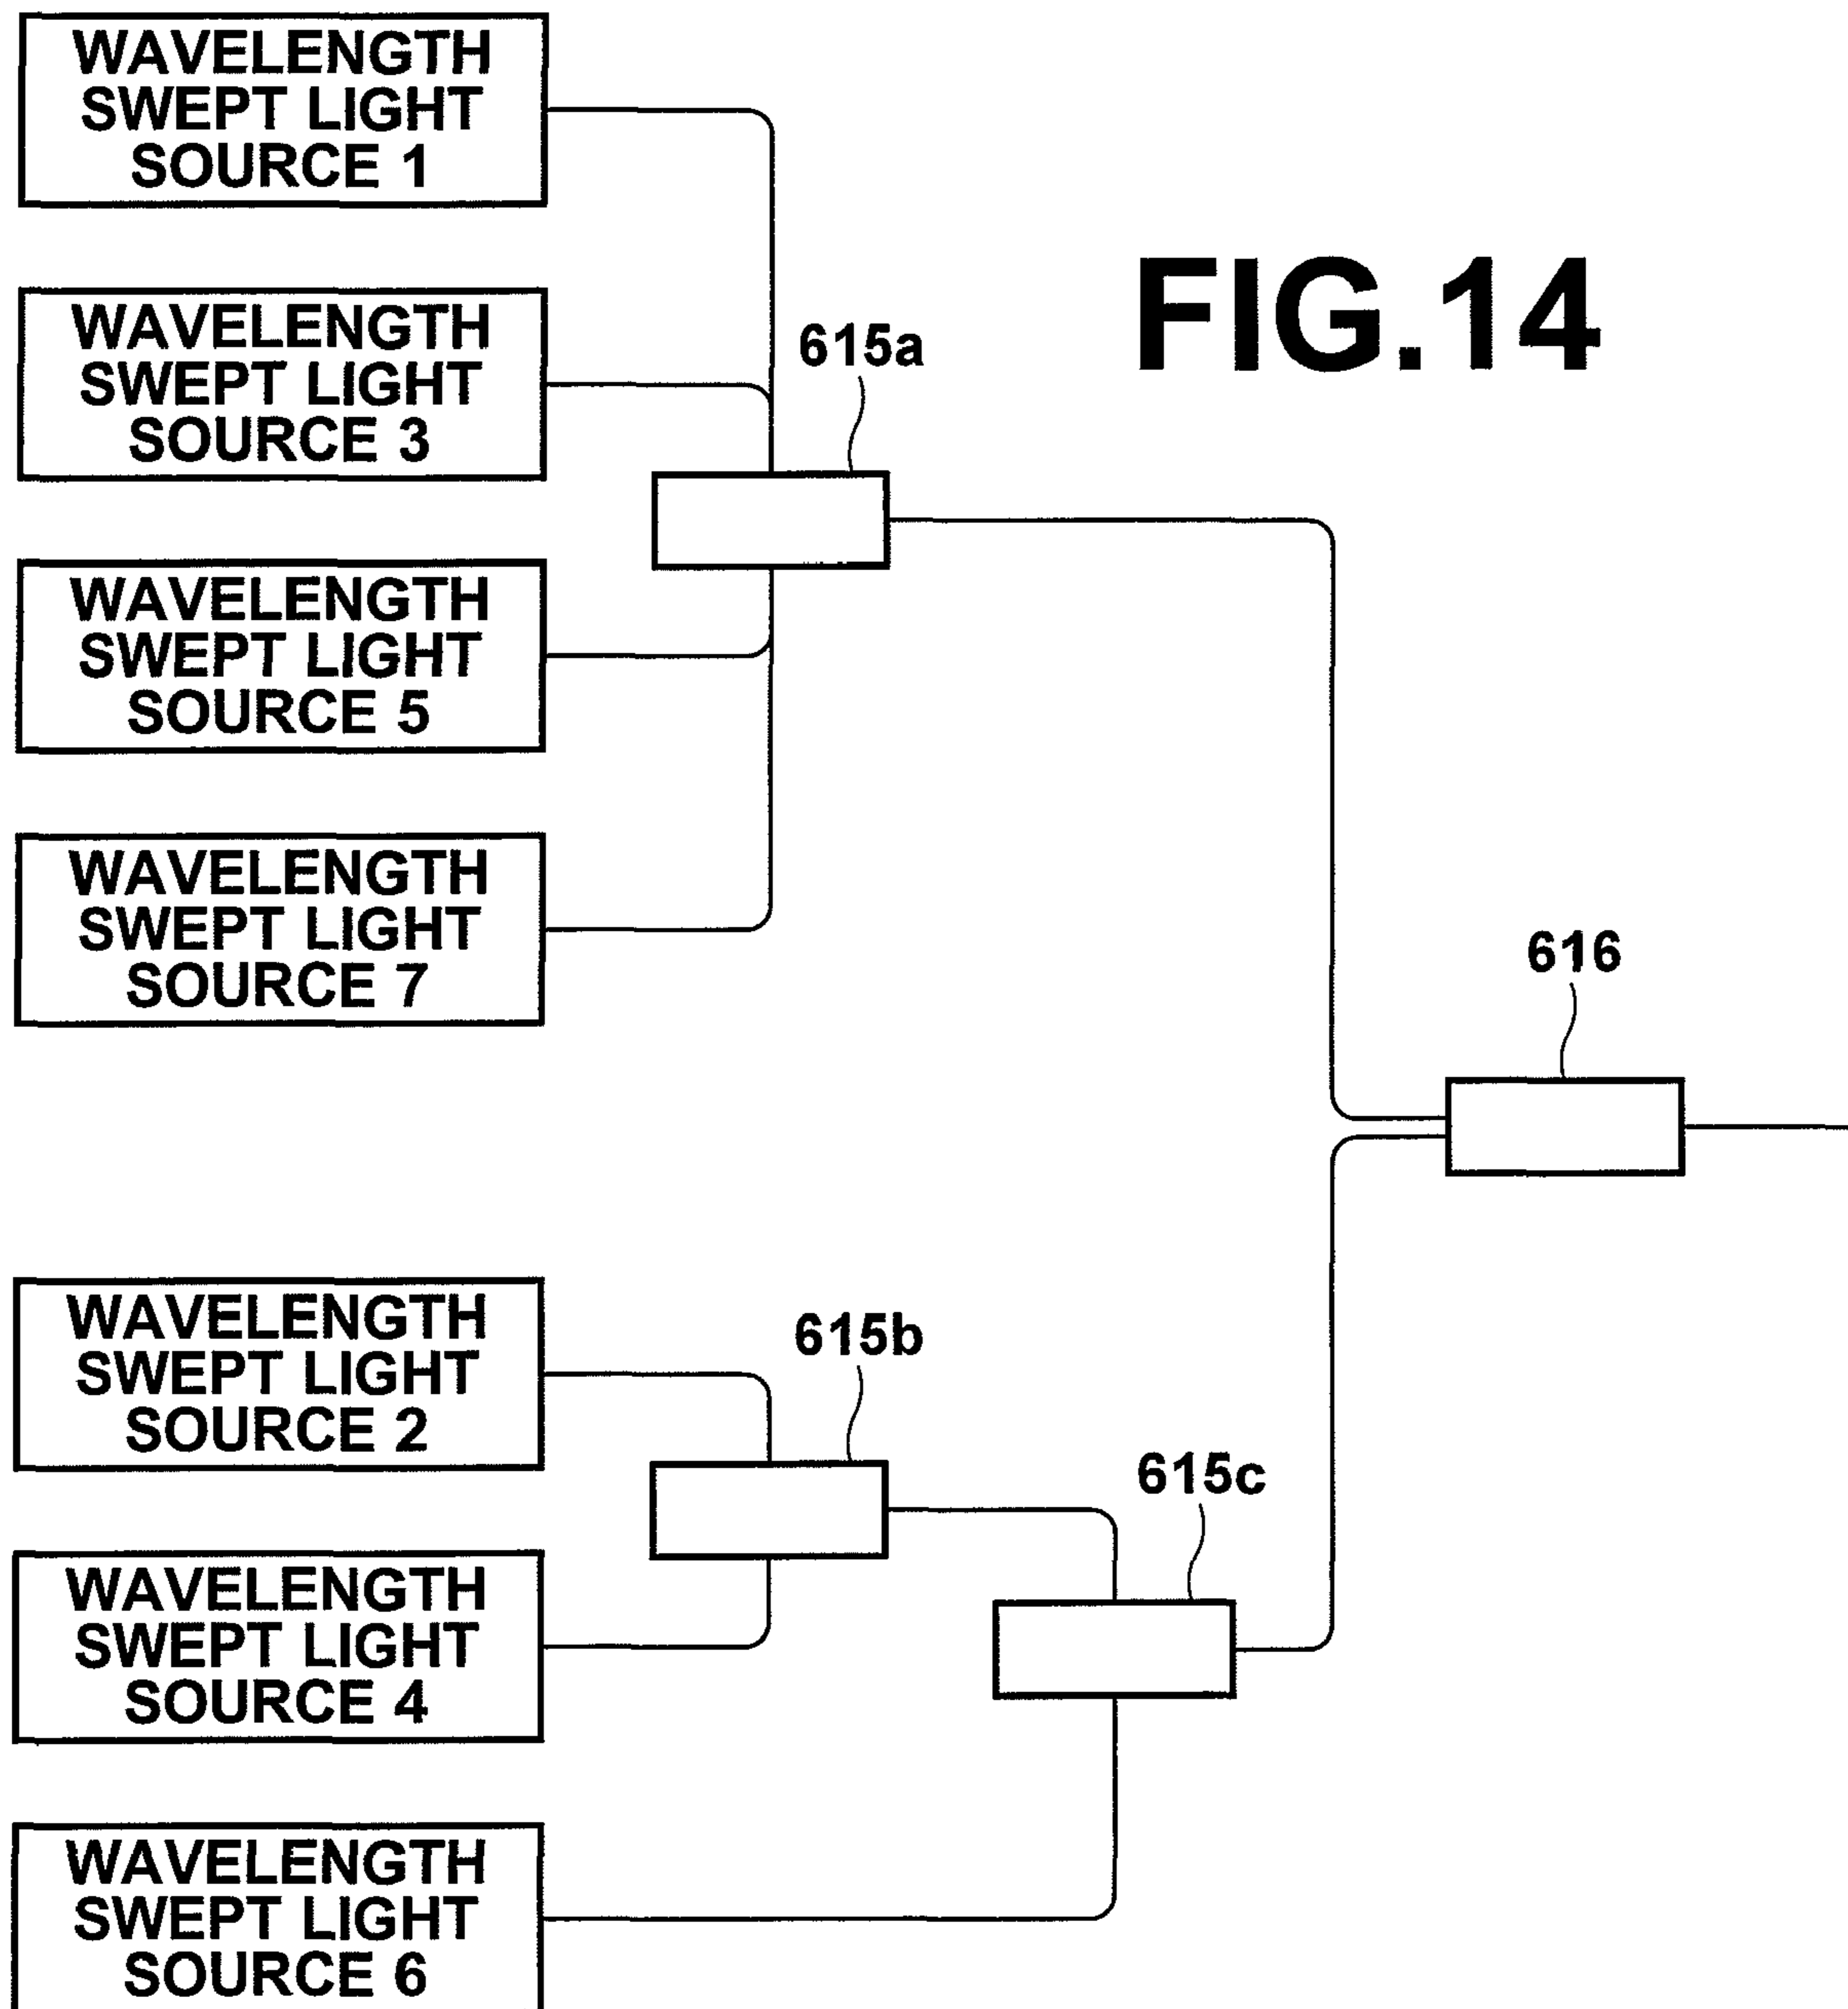 WAVELENGTH
SWEPT LIGHT
SOURCE 1
FIG.14
WAVELENGTH
SWEPT LIGHT
SOURCE 3
615a
WAVELENGTH
SWEPT LIGHT
SOURCE 5
WAVELENGTH
SWEPT LIGHT
SOURCE 7
616
WAVELENGTH
SWEPT LIGHT
SOURCE 2
615b
615c
WAVELENGTH
SWEPT LIGHT
SOURCE 4
WAVELENGTH
SWEPT LIGHT
SOURCE 6